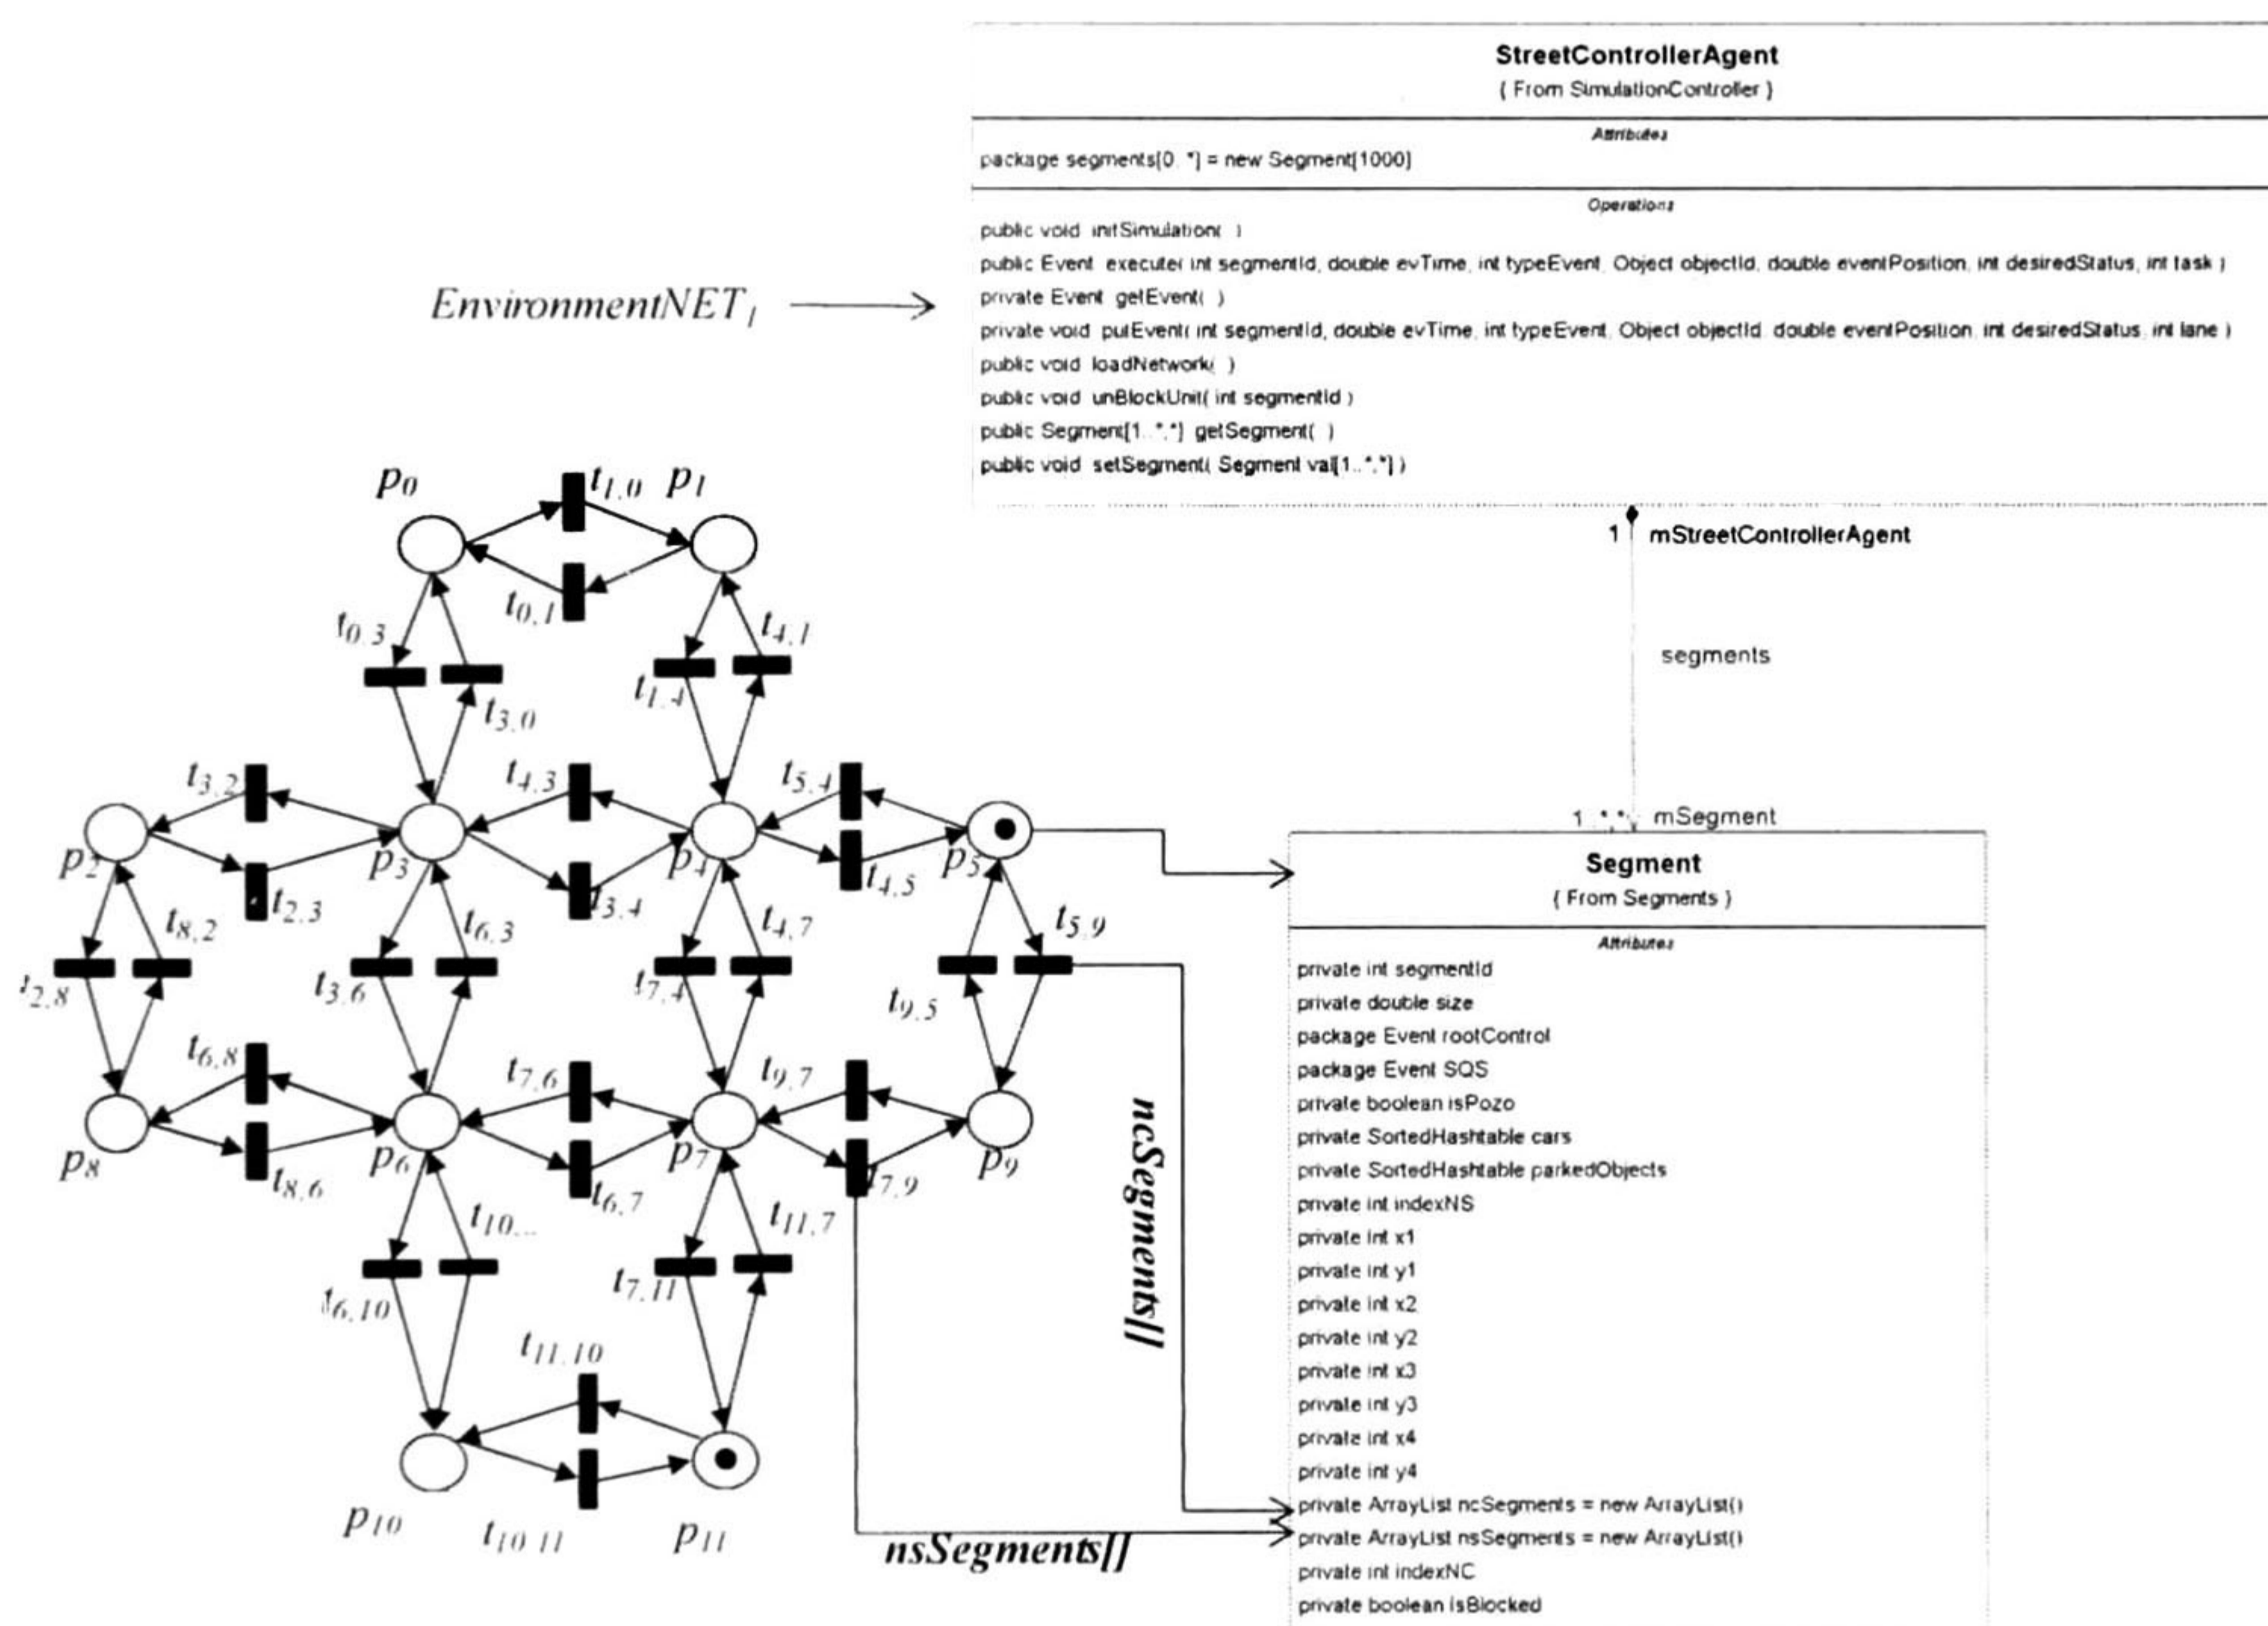 StreetControllerAgent
{ From SimulationController }
Attributes
package segments[0..*] = new Segment[1000]
Operations
public void initSimulation( )
public Event execute( int segmentId, double evTime, int typeEvent, Object objectId, double eventPosition, int desiredStatus, int task )
EnvironmentNET1
private Event getEvent( )
private void putEvent( int segmentId, double evTime, int typeEvent, Object objectId, double eventPosition, int desiredStatus, int lane )
public void loadNetwork( )
public void unBlockUnit( int segmentId )
public Segment[1..*,*] getSegment( )
public void setSegment( Segment val[1..*,*] )
p0 t1,0 p1
1 mStreetControllerAgent
t0,1
t0,3 t4,1
segments
t1,4
t3,0
t3,2 t4,3 t5,4
1..*,* mSegment
p2 p3 p4 p5
t2,3 t3,4 t4,5
Segment
{ From Segments }
Attributes
t8,2 t6,3 t4,7 t5,9
t2,8 t3,6 t7,4 t9,5
private int segmentId
private double size
package Event rootControl
package Event SQS
private boolean isPozo
private SortedHashtable cars
private SortedHashtable parkedObjects
private int indexNS
private int x1
private int y1
private int x2
private int y2
private int x3
private int y3
private int x4
private int y4
private ArrayList ncSegments = new ArrayList()
private ArrayList nsSegments = new ArrayList()
private int indexNC
private boolean isBlocked
t6,8 t7,6 t9,7
p8 p6 p7 p9
t8,6 t6,7 t7,9
ncSegments[]
t10... t11,7
t6,10 t7,11
t11,10
p10 t10,11 p11
nsSegments[]